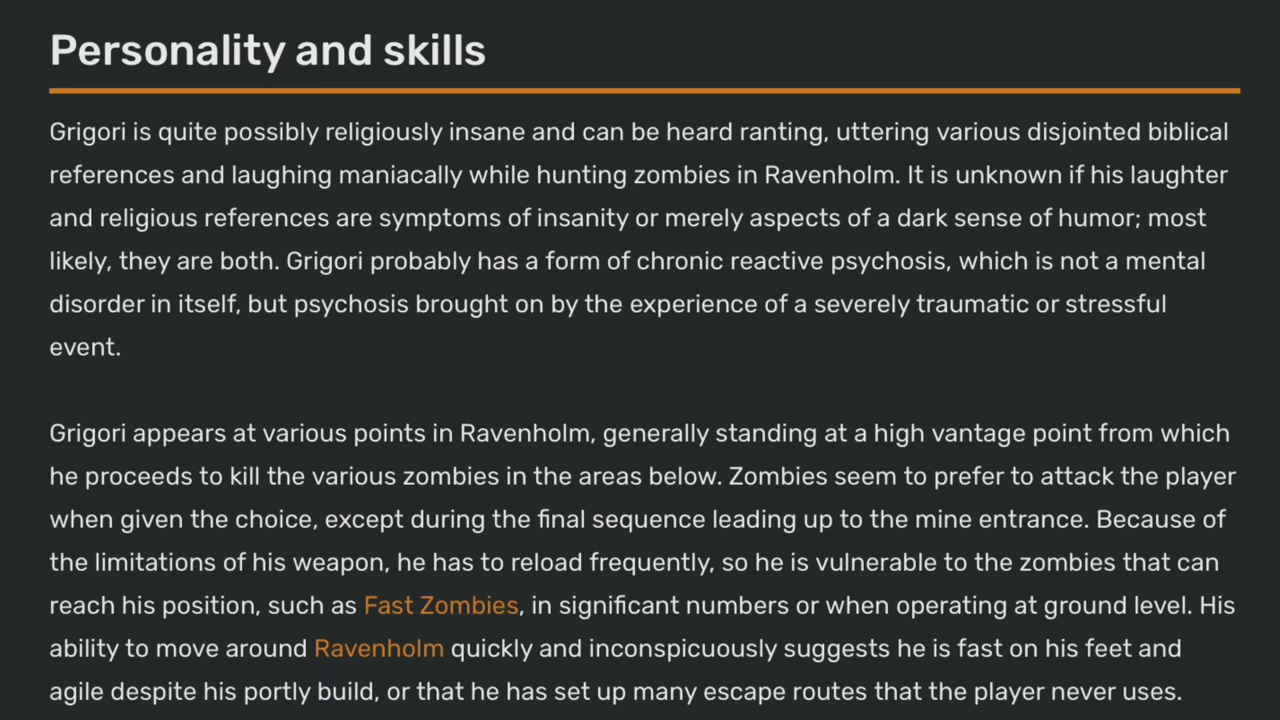 Personality and skills
Grigori is quite possibly religiously insane and can be heard ranting, uttering various disjointed biblical
references and laughing maniacally while hunting zombies in Ravenholm. It is unknown if his laughter
and religious references are symptoms of insanity or merely aspects of a dark sense of humor; most
likely, they are both. Grigori probably has a form of chronic reactive psychosis, which is not a mental
disorder in itself, but psychosis brought on by the experience of a severely traumatic or stressful
event.
Grigori appears at various points in Ravenholm, generally standing at a high vantage point from which
he proceeds to kill the various zombies in the areas below. Zombies seem to prefer to attack the player
when given the choice, except during the final sequence leading up to the mine entrance. Because of
the limitations of his weapon, he has to reload frequently, so he is vulnerable to the zombies that can
reach his position, such as Fast Zombies, in significant numbers or when operating at ground level. His
ability to move around Ravenholm quickly and inconspicuously suggests he is fast on his feet and
agile despite his portly build, or that he has set up many escape routes that the player never uses.